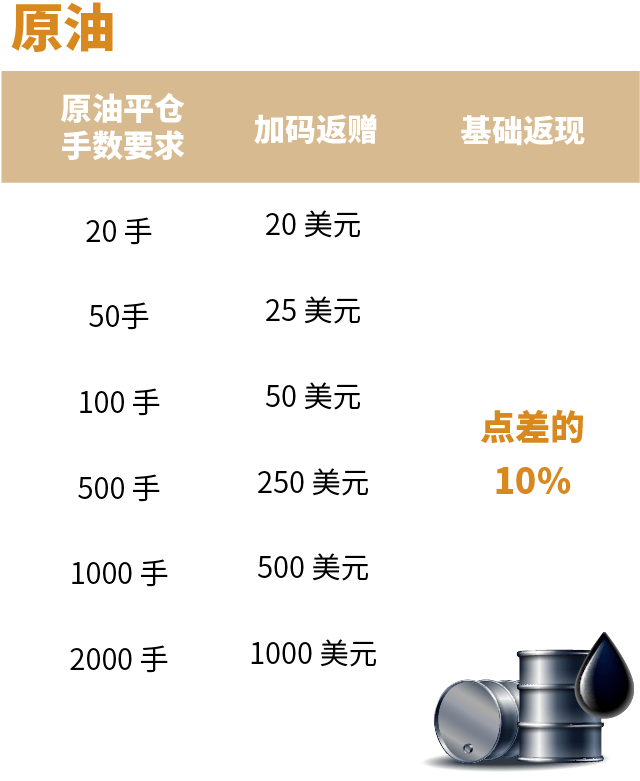 原油
原油平仓
手数要求
加码返赠
基础返现
20 手
20 美元
50手
25 美元
100 手
50 美元
500 手
250 美元
1000 手
500 美元
2000 手
1000 美元
点差的
10%